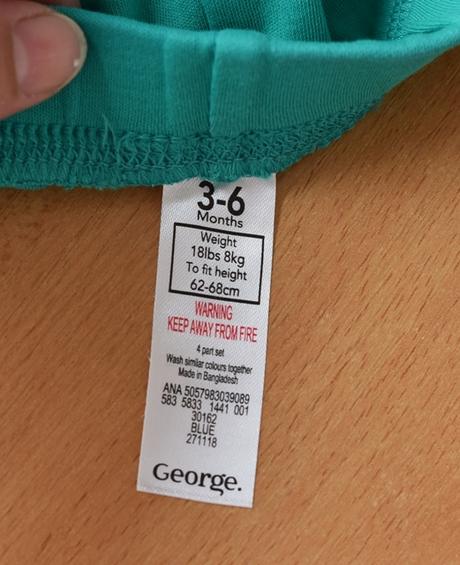 3-6
Months
Weight
18lbs 8kg
To fit height
62-68cm
WARNING
KEEP AWAY FROM FIRE
4 part set
Wash similar colours together
Made in Bangladesh
ANA 5057983039089
583 5833 1441 001
30162
BLUE
271118
George.